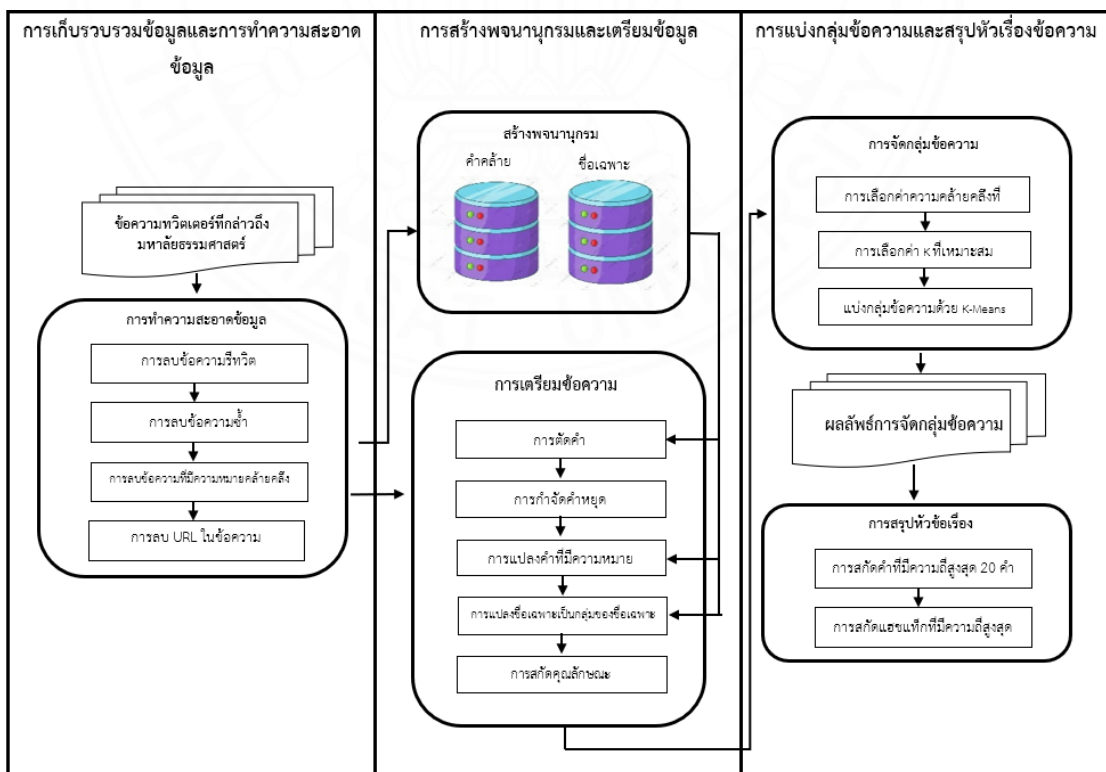 การเก็บรวบรวมข้อมูลและการทำความสะอาด
ข้อมูล
ข้อความทวิตเตอร์ที่กล่าวถึง
มหาลัยธรรมศาสตร์
การทำความสะอาดข้อมูล
การลบข้อความรีทวิต
การลบข้อความซ้ำ
การลบข้อความที่มีความหมายคล้ายคลึง
การลบ URL ในข้อความ
การสร้างพจนานุกรมและเตรียมข้อมูล
สร้างพจนานุกรม
คำคล้าย
ชื่อเฉพาะ
การเตรียมข้อความ
การตัดคำ
การกำจัดคำหยุด
การแปลงคำที่มีความหมาย
การแปลงชื่อเฉพาะเป็นกลุ่มของชื่อเฉพาะ
การสกัดคุณลักษณะ
การแบ่งกลุ่มข้อความและสรุปหัวเรื่องข้อความ
การจัดกลุ่มข้อความ
การเลือกค่าความคล้ายคลึงที่
การเลือกค่า K ที่เหมาะสม
แบ่งกลุ่มข้อความด้วย K-Means
ผลลัพธ์การจัดกลุ่มข้อความ
การสรุปหัวข้อเรื่อง
การสกัดคำที่มีความถี่สูงสุด 20 คำ
การสกัดแฮชแท็กที่มีความถี่สูงสุด